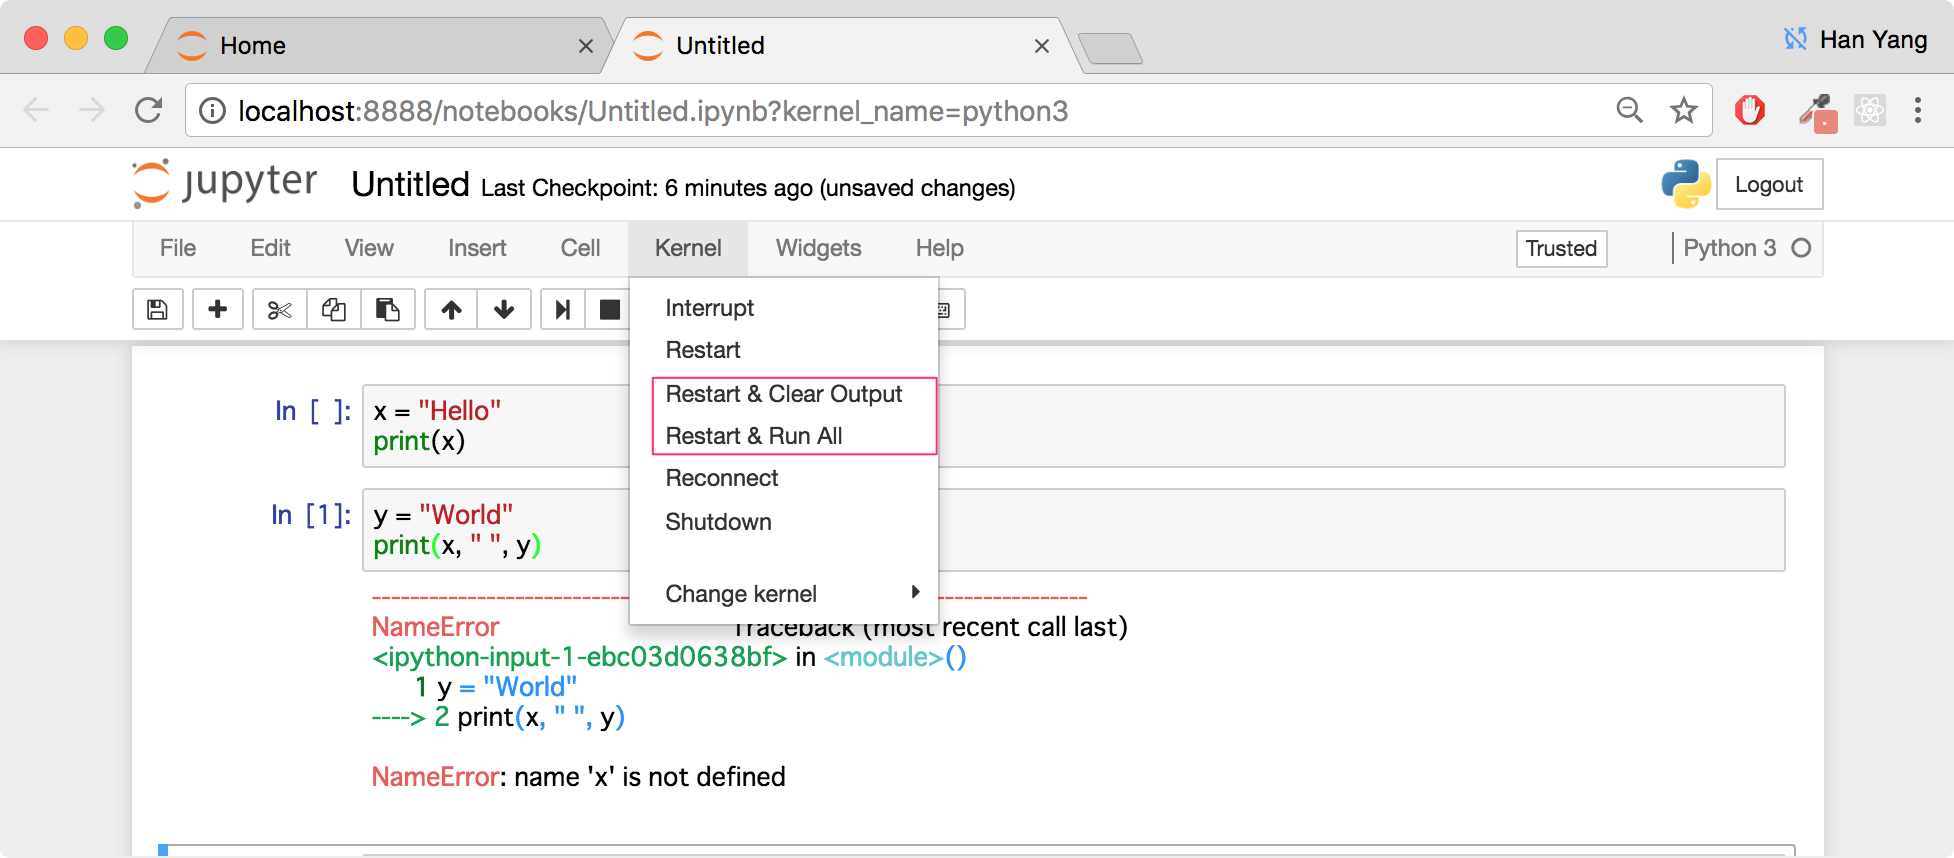 Home
Untitled
Han Yang
localhost:8888/notebooks/Untitled.ipynb?kernel_name=python3
jupyter Untitled Last Checkpoint: 6 minutes ago (unsaved changes)
Logout
File Edit View Insert Cell Kernel Widgets Help
Trusted
Python 3
Interrupt
Restart
Restart & Clear Output
Restart & Run All
Reconnect
Shutdown
Change kernel
In [ ]: x = "Hello"
print(x)
In [1]: y = "World"
print(x, " ", y)
---------------------------------------------------------------------------
NameError Traceback (most recent call last)
<ipython-input-1-ebc03d0638bf> in <module>()
1 y = "World"
----> 2 print(x, " ", y)
NameError: name 'x' is not defined